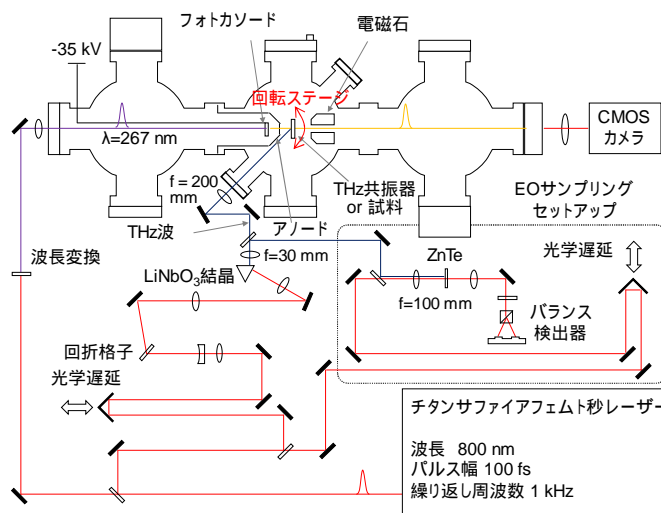 フォトカソード
電磁石
-35 kV
回転ステージ
λ=267 nm
CMOS
カメラ
f = 200
mm
THz共振器
or 試料
EOサンプリング
セットアップ
THz波
アノード
ZnTe
光学遅延
波長変換
f=30 mm
LiNbO₃結晶
f=100 mm
バランス
検出器
回折格子
光学遅延
チタンサファイアフェムト秒レーザー
波長 800 nm
パルス幅 100 fs
繰り返し周波数 1 kHz